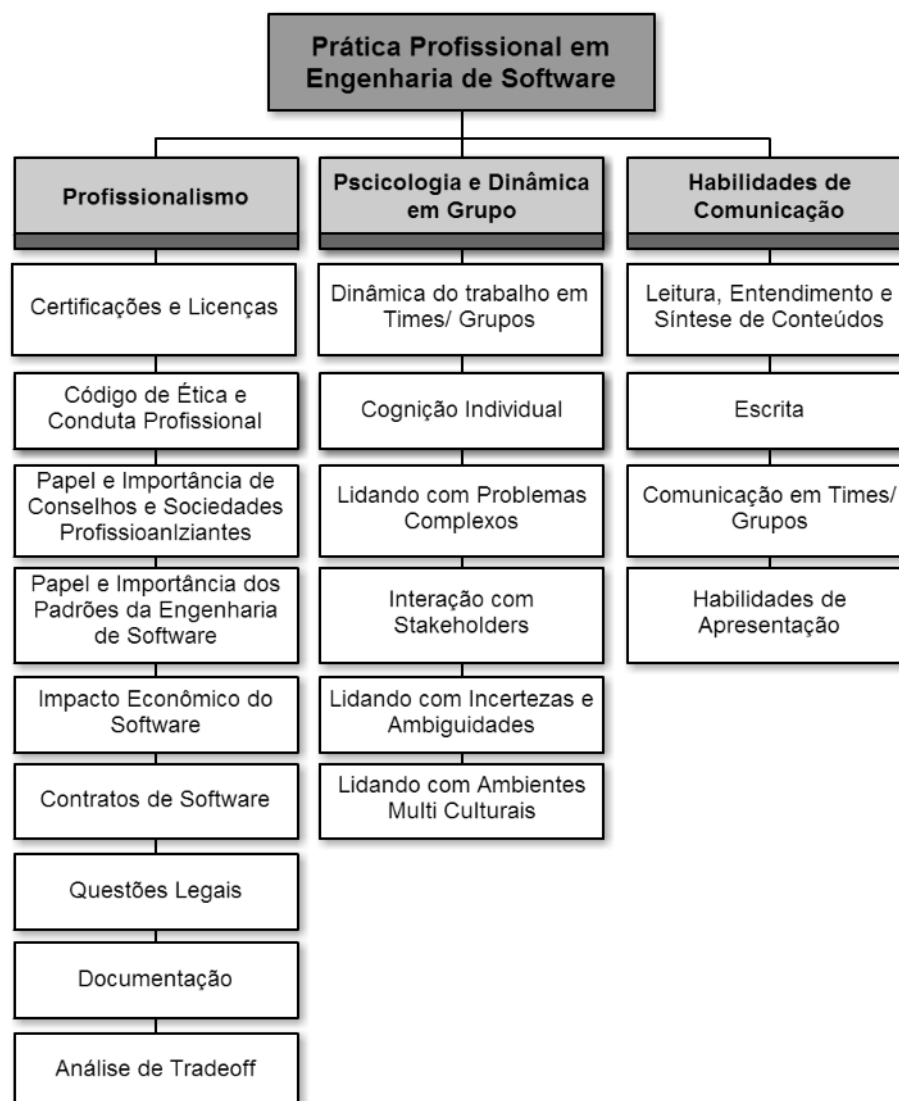 Prática Profissional em
Engenharia de Software
Profissionalismo
Certificações e Licenças
Código de Ética e
Conduta Profissional
Papel e Importância de
Conselhos e Sociedades
Profissioanlziantes
Papel e Importância dos
Padrões da Engenharia
de Software
Impacto Econômico do
Software
Contratos de Software
Questões Legais
Documentação
Análise de Tradeoff
Pscicologia e Dinâmica
em Grupo
Dinâmica do trabalho em
Times/ Grupos
Cognição Individual
Lidando com Problemas
Complexos
Interação com
Stakeholders
Lidando com Incertezas e
Ambiguidades
Lidando com Ambientes
Multi Culturais
Habilidades de
Comunicação
Leitura, Entendimento e
Síntese de Conteúdos
Escrita
Comunicação em Times/
Grupos
Habilidades de
Apresentação